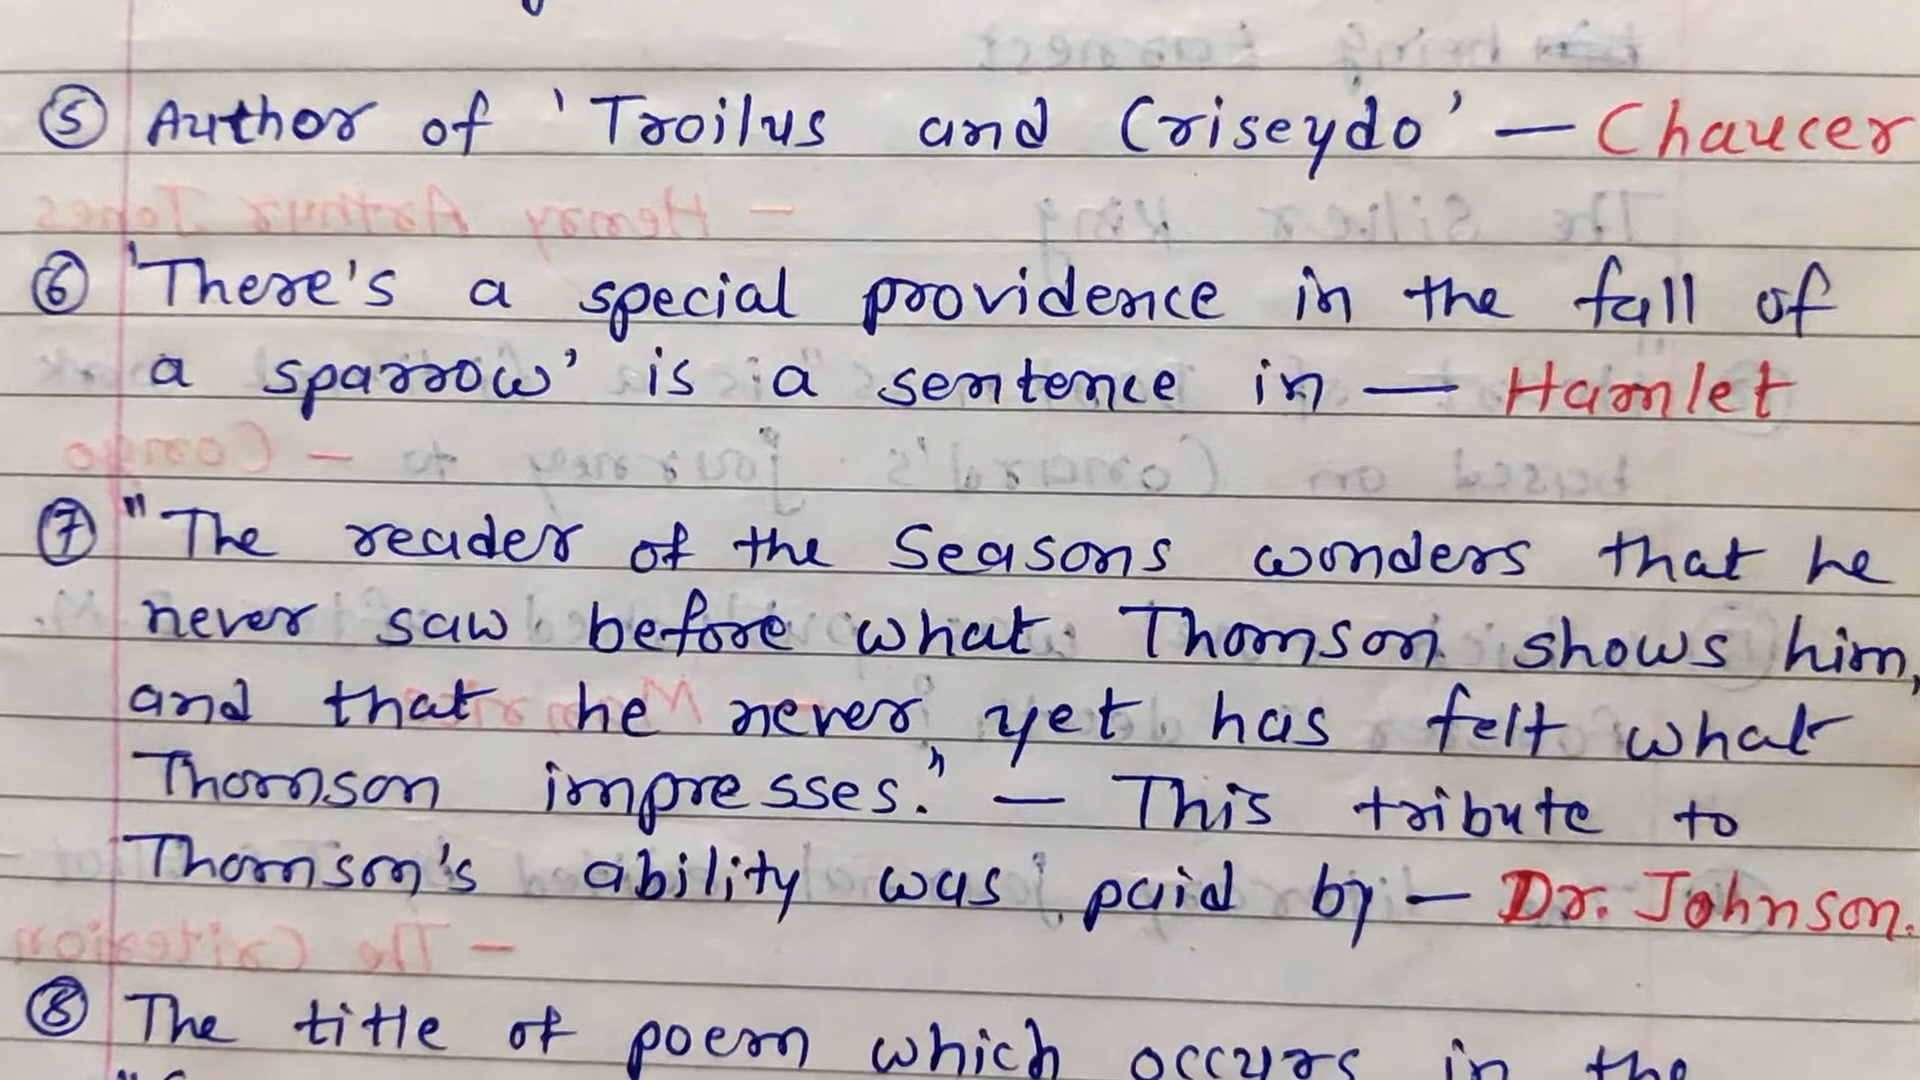 ⑤ Author of 'Troilus and Criseydo' — Chaucer
⑥ 'There's a special providence in the fall of
a sparrow' is a sentence in — Hamlet
⑦ "The reader of the Seasons wonders that he
never saw before what Thomson shows him,
and that he never yet has felt what
Thomson impresses." — This tribute to
Thomson's ability was paid by — Dr. Johnson.
⑧ The title of poem which occurs in the